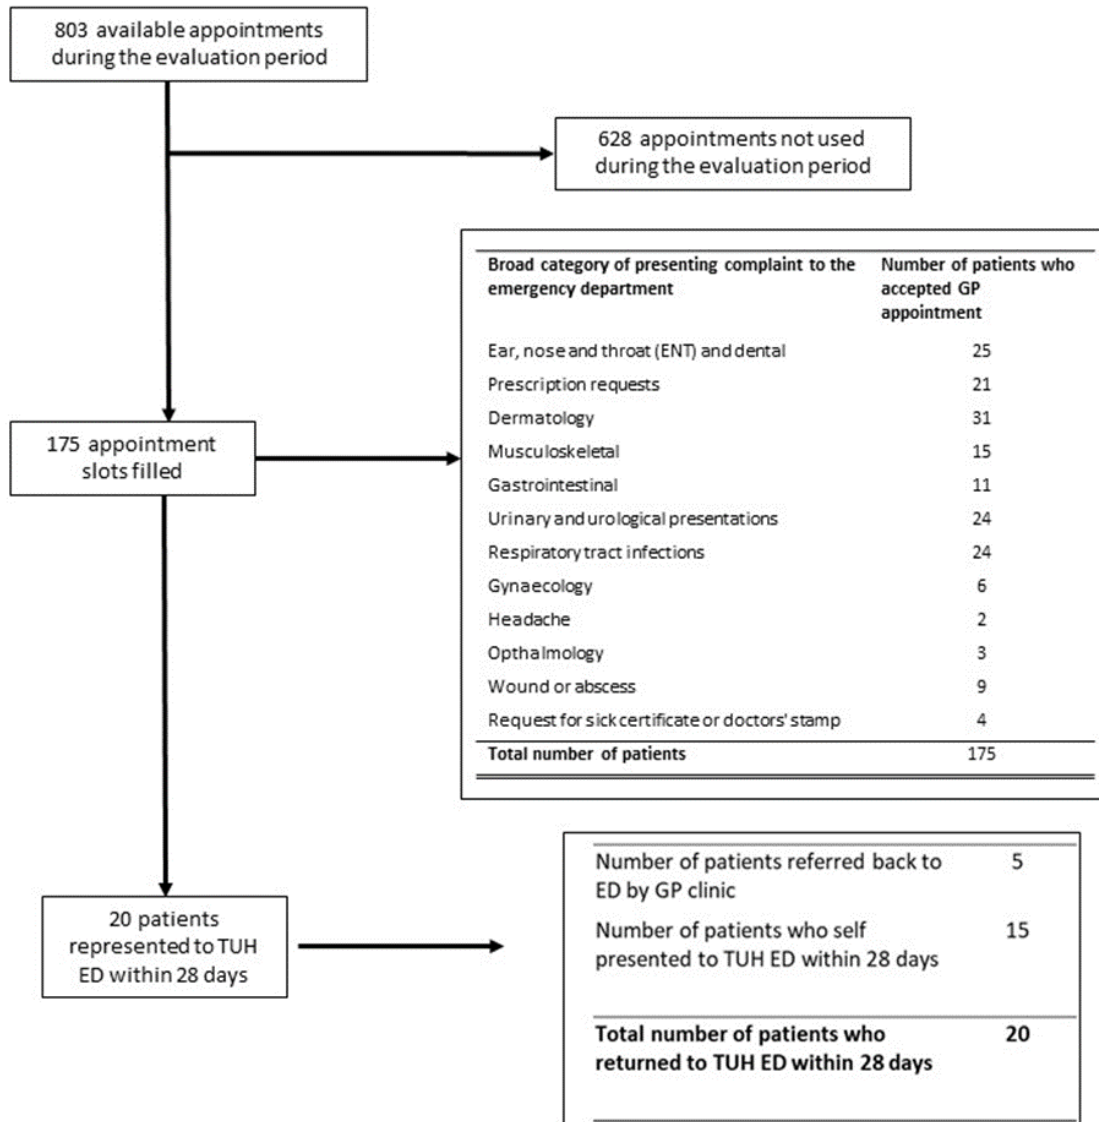 803 available appointments
during the evaluation period
628 appointments not used
during the evaluation period
Broad category of presenting complaint to the
emergency department
Number of patients who
accepted GP
appointment
Ear, nose and throat (ENT) and dental 25
Prescription requests 21
Dermatology 31
Musculoskeletal 15
Gastrointestinal 11
Urinary and urological presentations 24
Respiratory tract infections 24
Gynaecology 6
Headache 2
Opthalmology 3
Wound or abscess 9
Request for sick certificate or doctors' stamp 4
Total number of patients 175
175 appointment
slots filled
20 patients
represented to TUH
ED within 28 days
Number of patients referred back to 5
ED by GP clinic
Number of patients who self 15
presented to TUH ED within 28 days
Total number of patients who 20
returned to TUH ED within 28 days